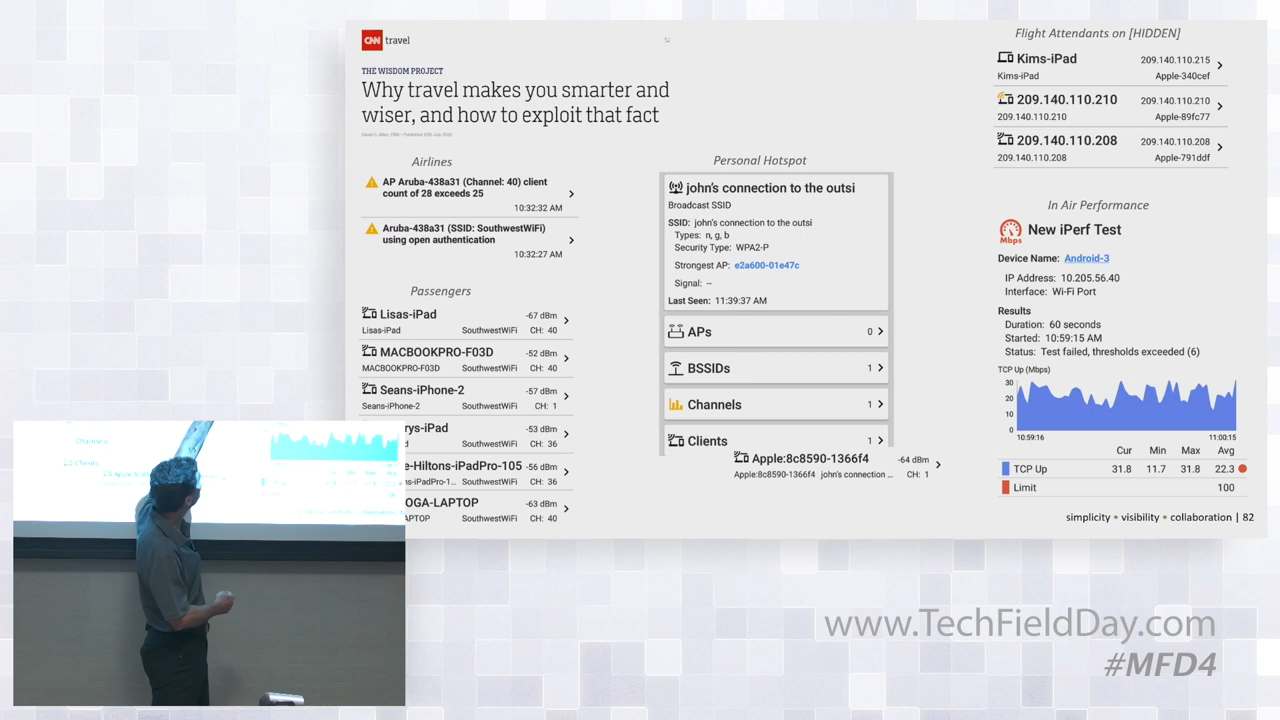 CNN travel
THE WISDOM PROJECT
Why travel makes you smarter and
wiser, and how to exploit that fact
Airlines
AP Aruba-438a31 (Channel: 40) client
count of 28 exceeds 25
10:32:32 AM
Aruba-438a31 (SSID: SouthwestWiFi)
using open authentication
10:32:27 AM
Passengers
Lisas-iPad -67 dBm
Lisas-iPad SouthwestWiFi CH: 40
MACBOOKPRO-F03D -52 dBm
MACBOOKPRO-F03D SouthwestWiFi CH: 40
Seans-iPhone-2 -57 dBm
Seans-iPhone-2 SouthwestWiFi CH: 1
rys-iPad -53 dBm
SouthwestWiFi CH: 36
e-Hiltons-iPadPro-105 -56 dBm
ns-iPadPro-1... SouthwestWiFi CH: 36
OGA-LAPTOP -63 dBm
APTOP SouthwestWiFi CH: 40
Personal Hotspot
john's connection to the outsi
Broadcast SSID
SSID: john's connection to the outsi
Types: n, g, b
Security Type: WPA2-P
Strongest AP: e2a600-01e47c
Signal: --
Last Seen: 11:39:37 AM
APs 0
BSSIDs 1
Channels 1
Clients 1
Apple:8c8590-1366f4 -64 dBm
Apple:8c8590-1366f4 john's connection ... CH: 1
Flight Attendants on [HIDDEN]
Kims-iPad 209.140.110.215
Kims-iPad Apple-340cef
209.140.110.210 209.140.110.210
209.140.110.210 Apple-89fc77
209.140.110.208 209.140.110.208
209.140.110.208 Apple-791ddf
In Air Performance
Mbps New iPerf Test
Device Name: Android-3
IP Address: 10.205.56.40
Interface: Wi-Fi Port
Results
Duration: 60 seconds
Started: 10:59:15 AM
Status: Test failed, thresholds exceeded (6)
TCP Up (Mbps)
30
20
10
0
10:59:16 11:00:15
Cur Min Max Avg
TCP Up 31.8 11.7 31.8 22.3
Limit 100
simplicity • visibility • collaboration | 82
Channels
Clients
www.TechFieldDay.com
#MFD4